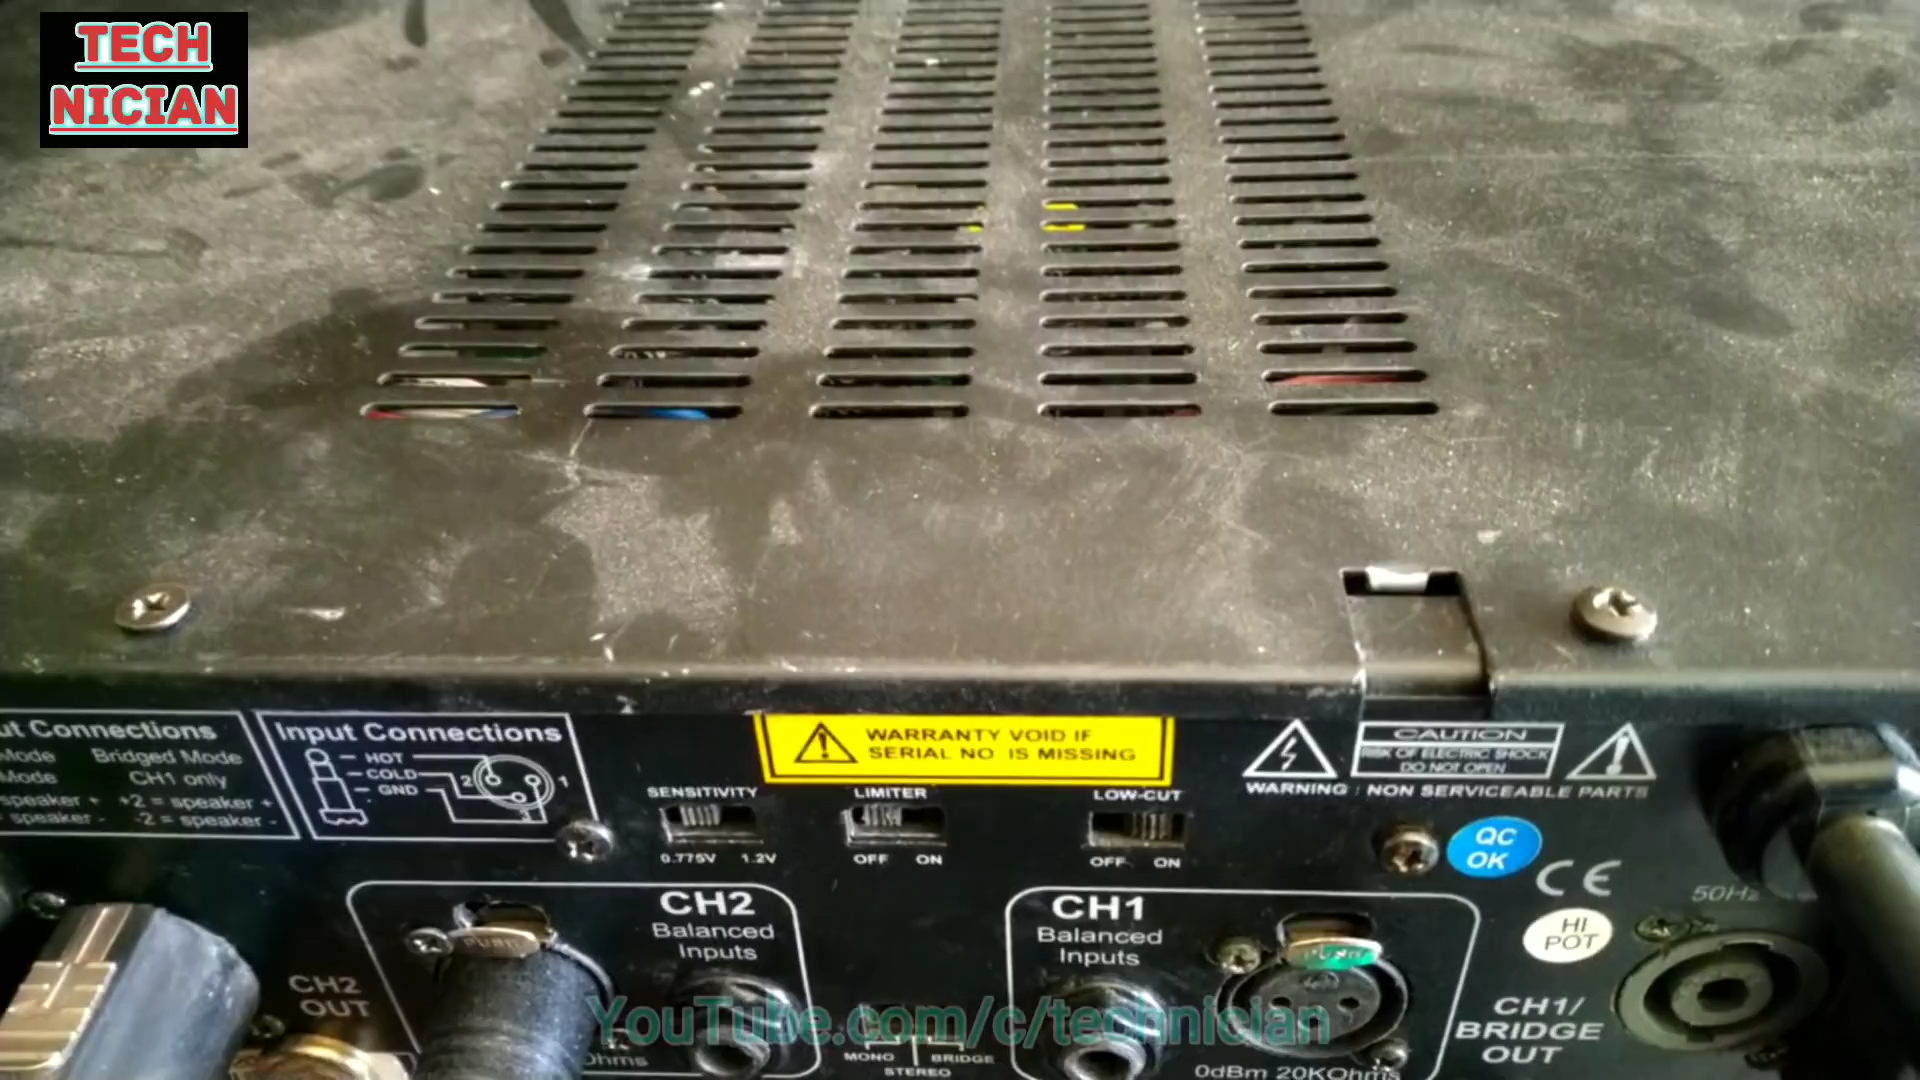 TECH
NICIAN
ut Connections
Mode Bridged Mode
Mode CH1 only
speaker + +2 = speaker +
speaker - -2 = speaker -
Input Connections
HOT
COLD
GND
2
1
3
WARRANTY VOID IF
SERIAL NO IS MISSING
CAUTION
RISK OF ELECTRIC SHOCK
DO NOT OPEN
WARNING : NON SERVICEABLE PARTS
SENSITIVITY
0.775V 1.2V
LIMITER
OFF ON
LOW-CUT
OFF ON
QC
OK
CE
50Hz
HI
POT
CH2
OUT
PUSH
CH2
Balanced
Inputs
Ohms
MONO BRIDGE
STEREO
CH1
Balanced
Inputs
PUSH
0dBm 20KOhms
CH1/
BRIDGE
OUT
YouTube.com/c/technician